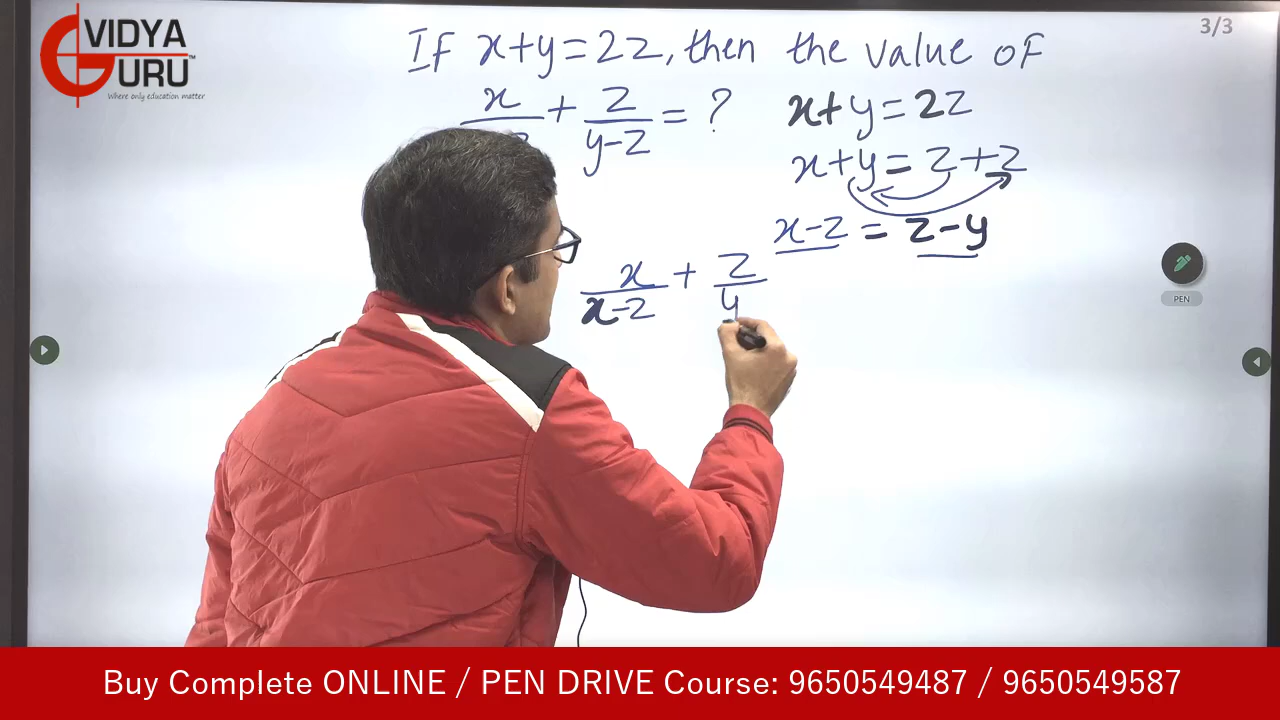 VIDYA
GURU
Where only education matter
3/3
If x+y=2z, then the value of
x/ + z/y-z = ?
x+y=2z
x+y=z+z
x-z = z-y
x/x-z + z/y
PEN
Buy Complete ONLINE / PEN DRIVE Course: 9650549487 / 9650549587